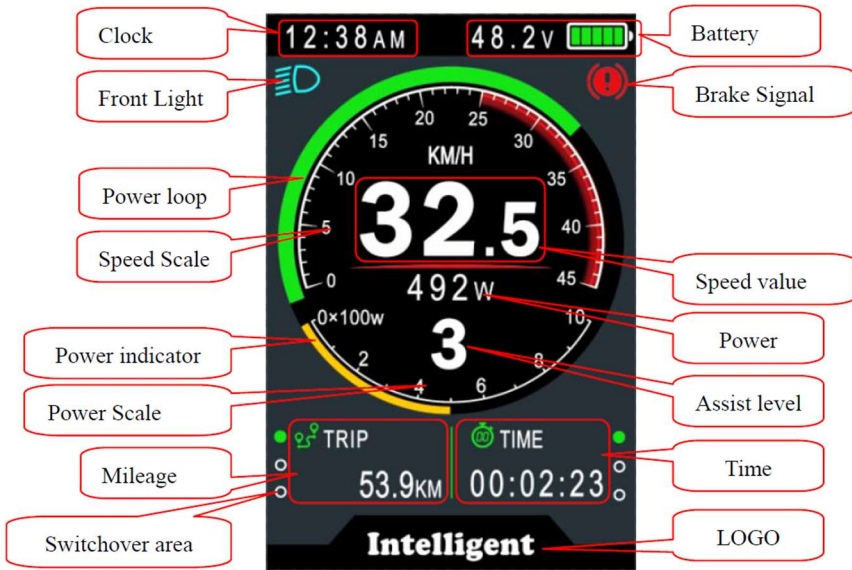 Clock
12:38AM
48.2V
Battery
Front Light
Brake Signal
20
25
15
30
KM/H
10
35
Power loop
32.5
5
40
Speed Scale
0
45
Speed value
492W
0×100w
10
Power
Power indicator
3
2
8
4
6
Power Scale
Assist level
TRIP
TIME
Mileage
53.9KM
00:02:23
Time
Switchover area
Intelligent
LOGO